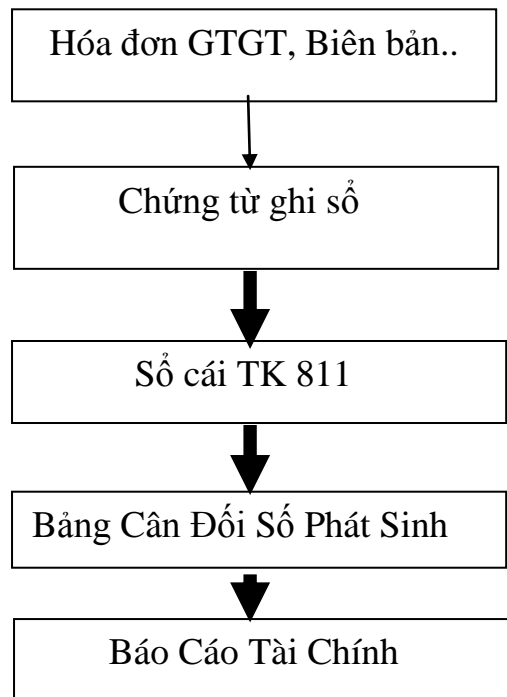 Hóa đơn GTGT, Biên bản..
Chứng từ ghi sổ
Sổ cái TK 811
Bảng Cân Đối Số Phát Sinh
Báo Cáo Tài Chính